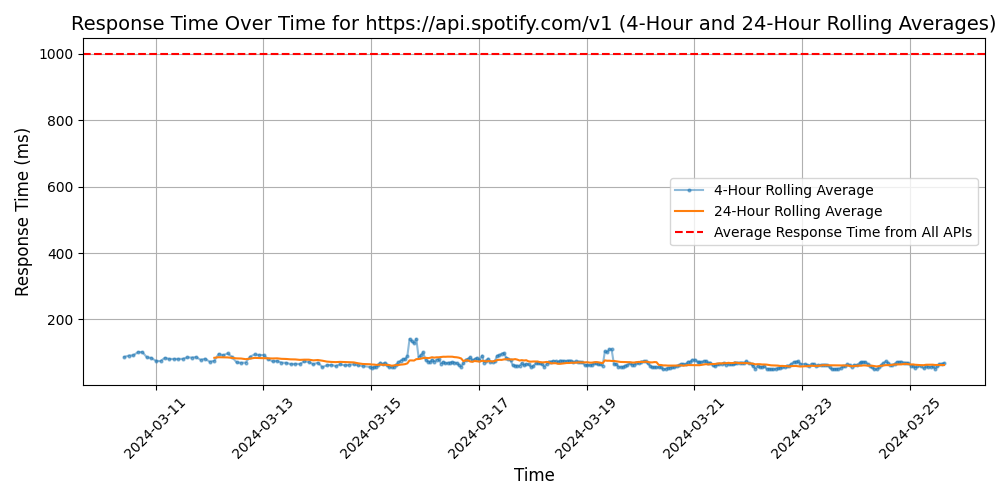 Response Time Over Time for https://api.spotify.com/v1 (4-Hour and 24-Hour Rolling Averages)
Response Time (ms)
1000
800
600
400
200
4-Hour Rolling Average
24-Hour Rolling Average
Average Response Time from All APIs
2024-03-11
2024-03-13
2024-03-15
2024-03-17
2024-03-19
2024-03-21
2024-03-23
2024-03-25
Time